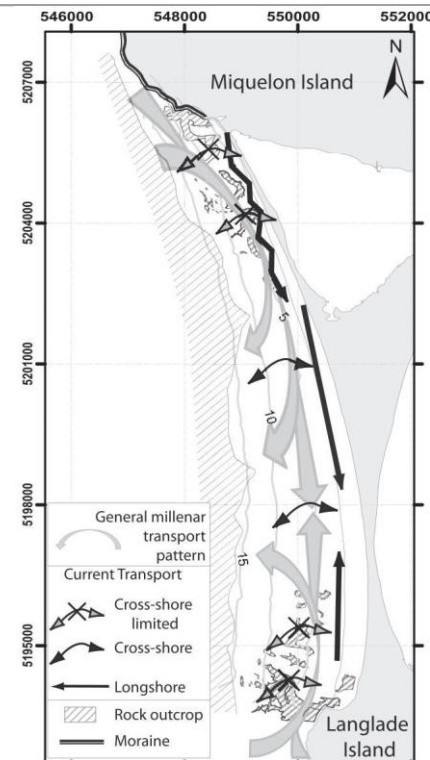 546000
548000
550000
552000
N
5207000
Miquelon Island
5204000
5
5201000
10
5198000
General millenar
transport
pattern
15
Current Transport
Cross-shore
limited
Cross-shore
5195000
Longshore
Rock outcrop
Moraine
Langlade
Island